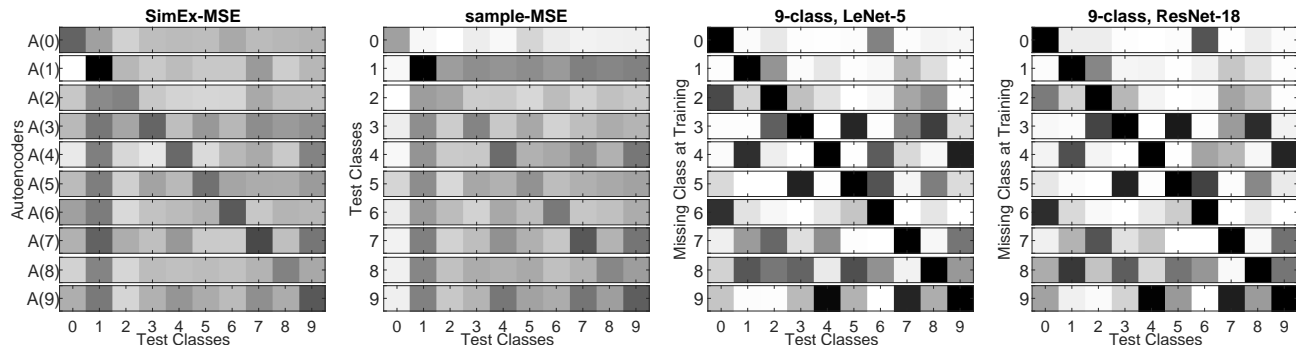 SimEx-MSE
Autoencoders
A(0)
A(1)
A(2)
A(3)
A(4)
A(5)
A(6)
A(7)
A(8)
A(9)
0 1 2 3 4 5 6 7 8 9
Test Classes
sample-MSE
Test Classes
0
1
2
3
4
5
6
7
8
9
0 1 2 3 4 5 6 7 8 9
Test Classes
9-class, LeNet-5
Missing Class at Training
0
1
2
3
4
5
6
7
8
9
0 1 2 3 4 5 6 7 8 9
Test Classes
9-class, ResNet-18
Missing Class at Training
0
1
2
3
4
5
6
7
8
9
0 1 2 3 4 5 6 7 8 9
Test Classes